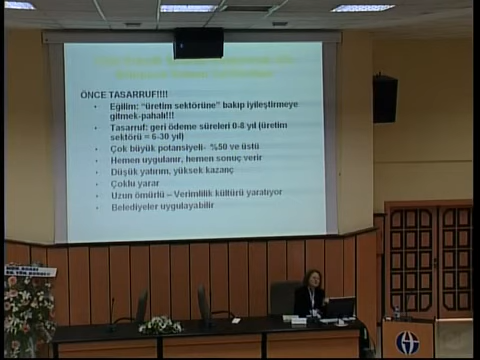 ÖNCE TASARRUF!!!!
• Eğilim: "üretim sektörüne" bakıp iyileştirmeye
gitmek-pahalı!!!
• Tasarruf: geri ödeme süreleri 0-8 yıl (üretim
sektörü = 6-30 yıl)
• Çok büyük potansiyeli- %50 ve üstü
• Hemen uygulanır, hemen sonuç verir
• Düşük yatırım, yüksek kazanç
• Çoklu yarar
• Uzun ömürlü – Verimlilik kültürü yaratıyor
• Belediyeler uygulayabilir